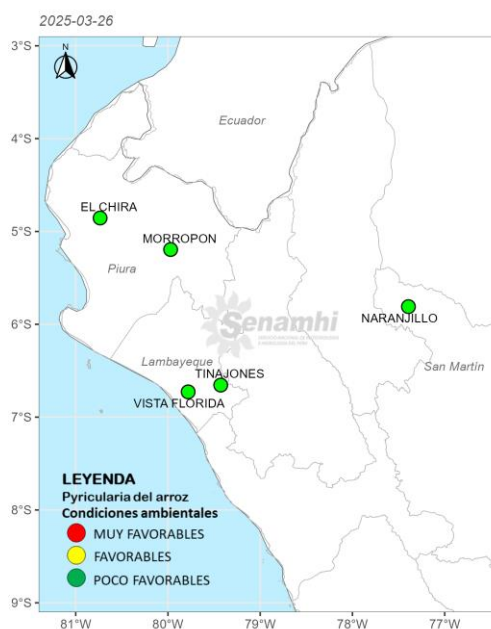 2025-03-26
3°S
N
Ecuador
4°S
EL CHIRA
5°S
MORROPON
Piura
NARANJILLO
6°S
Senamhi
Lambayeque
TINAJONES
San Martín
VISTA FLORIDA
7°S
LEYENDA
Pyricularia del arroz
Condiciones ambientales
8°S
MUY FAVORABLES
FAVORABLES
POCO FAVORABLES
9°S
81°W 80°W 79°W 78°W 77°W